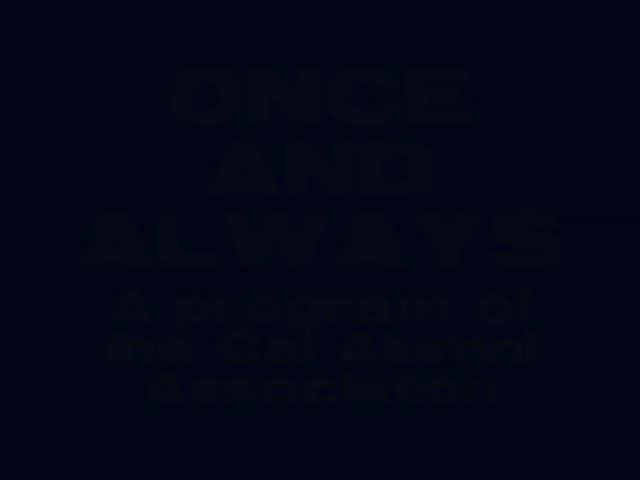 ONCE
AND
ALWAYS
A program of
the Cal Alumni
Association